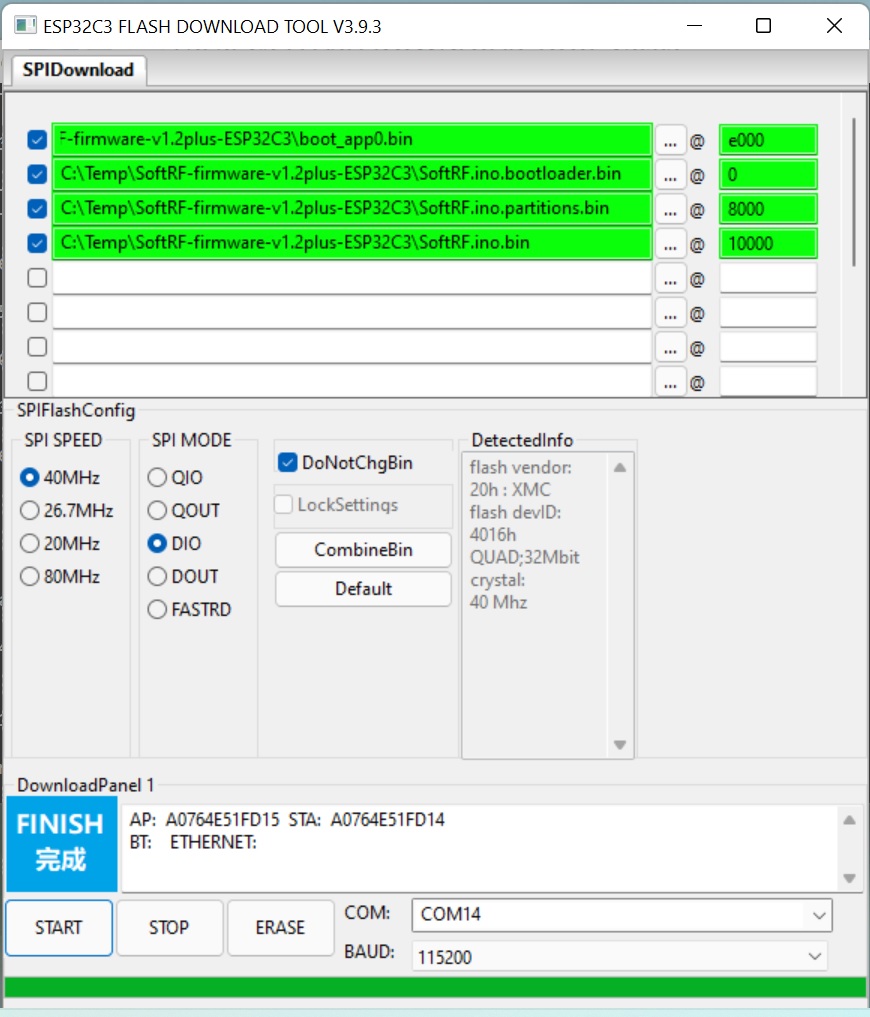 ESP32C3 FLASH DOWNLOAD TOOL V3.9.3
SPIDownload
F-firmware-v1.2plus-ESP32C3\boot_app0.bin ... @ e000
C:\Temp\SoftRF-firmware-v1.2plus-ESP32C3\SoftRF.ino.bootloader.bin ... @ 0
C:\Temp\SoftRF-firmware-v1.2plus-ESP32C3\SoftRF.ino.partitions.bin ... @ 8000
C:\Temp\SoftRF-firmware-v1.2plus-ESP32C3\SoftRF.ino.bin ... @ 10000
... @
... @
... @
... @
SPIFlashConfig
SPI SPEED
40MHz
26.7MHz
20MHz
80MHz
SPI MODE
QIO
QOUT
DIO
DOUT
FASTRD
DoNotChgBin
LockSettings
CombineBin
Default
DetectedInfo
flash vendor:
20h : XMC
flash devID:
4016h
QUAD;32Mbit
crystal:
40 Mhz
DownloadPanel 1
FINISH
完成
AP: A0764E51FD15 STA: A0764E51FD14
BT: ETHERNET:
START
STOP
ERASE
COM: COM14
BAUD: 115200